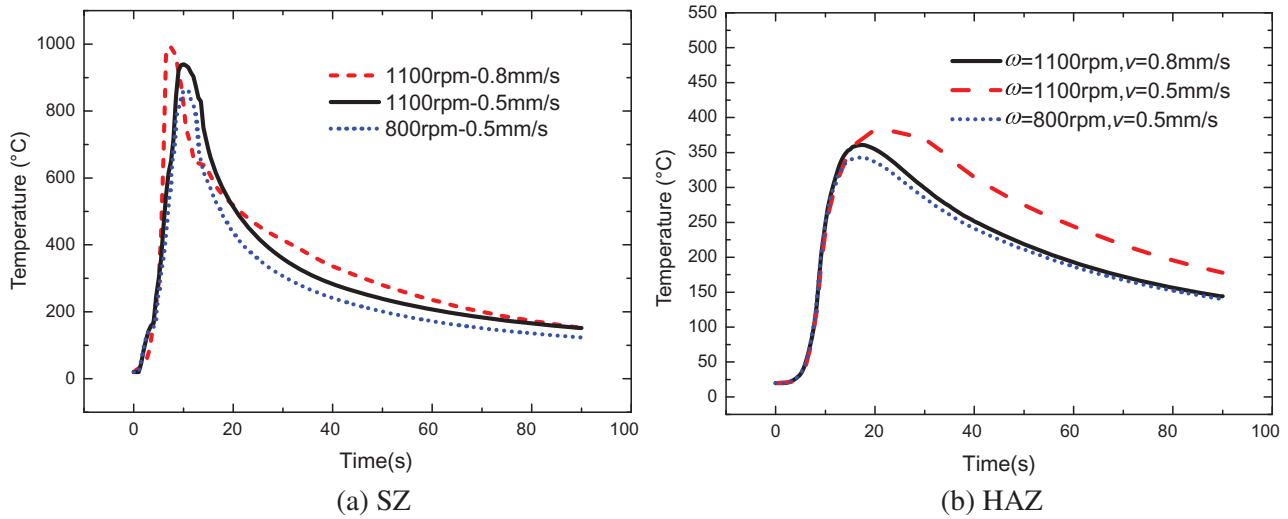 1000
800
600
400
200
0
Temperature (°C)
1100rpm-0.8mm/s
1100rpm-0.5mm/s
800rpm-0.5mm/s
0 20 40 60 80 100
Time(s)
(a) SZ
550
500
450
400
350
300
250
200
150
100
50
0
Temperature (°C)
ω=1100rpm,v=0.8mm/s
ω=1100rpm,v=0.5mm/s
ω=800rpm,v=0.5mm/s
0 20 40 60 80 100
Time(s)
(b) HAZ